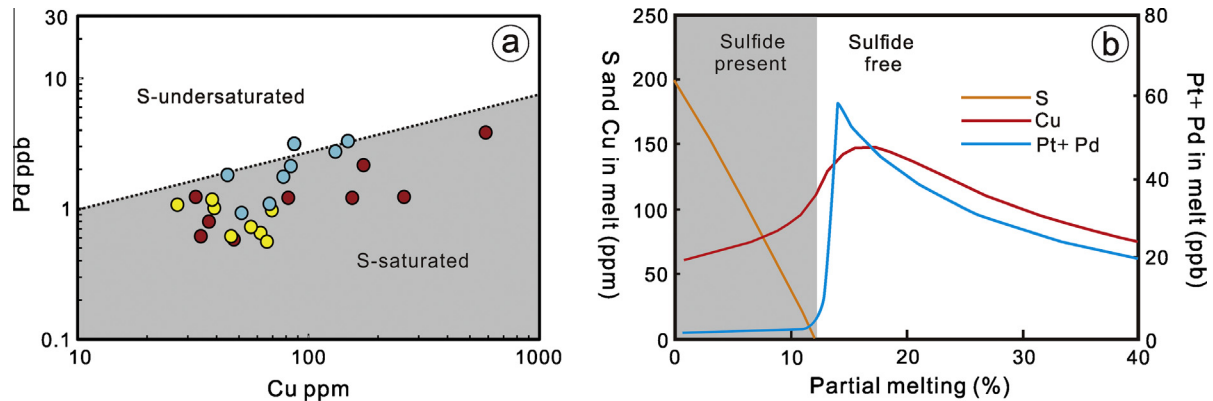 a
30
10
1
0.1
Pd ppb
S-undersaturated
S-saturated
10
100
1000
Cu ppm
b
250
200
150
100
50
0
S and Cu in melt (ppm)
Sulfide
present
Sulfide
free
S
Cu
Pt+ Pd
80
60
40
20
0
Pt+ Pd in melt
(ppb)
0
10
20
30
40
Partial melting (%)